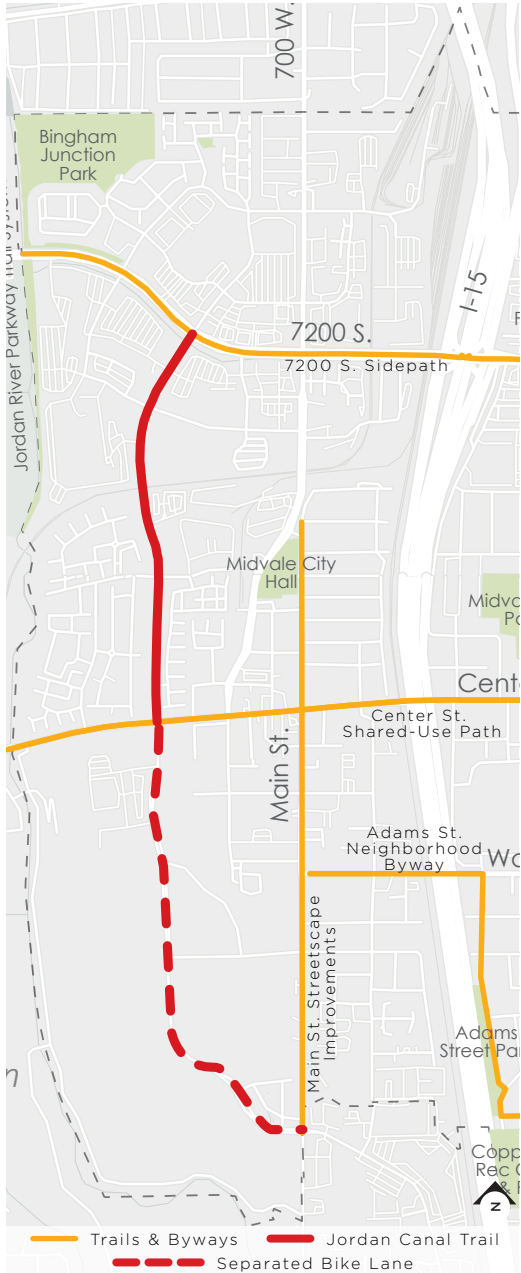 700 W.
Bingham
Junction
Park
Jordan River Parkway Trail System
I-15
7200 S.
7200 S. Sidepath
Midvale City
Hall
Center St.
Shared-Use Path
Main St.
Adams St.
Neighborhood
Byway
Main St. Streetscape
Improvements
Adams
Street Par
Rec
&
N
Trails & Byways
Jordan Canal Trail
Separated Bike Lane